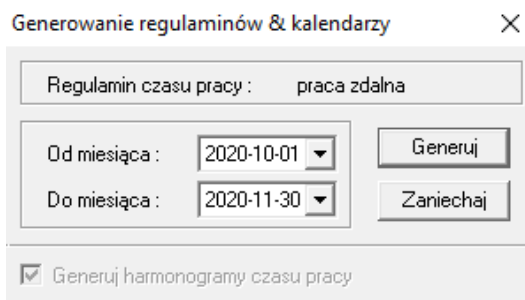 Generowanie regulaminów & kalendarzy
Regulamin czasu pracy : praca zdalna
Od miesiąca : 2020-10-01
Generuj
Do miesiąca : 2020-11-30
Zaniechaj
Generuj harmonogramy czasu pracy